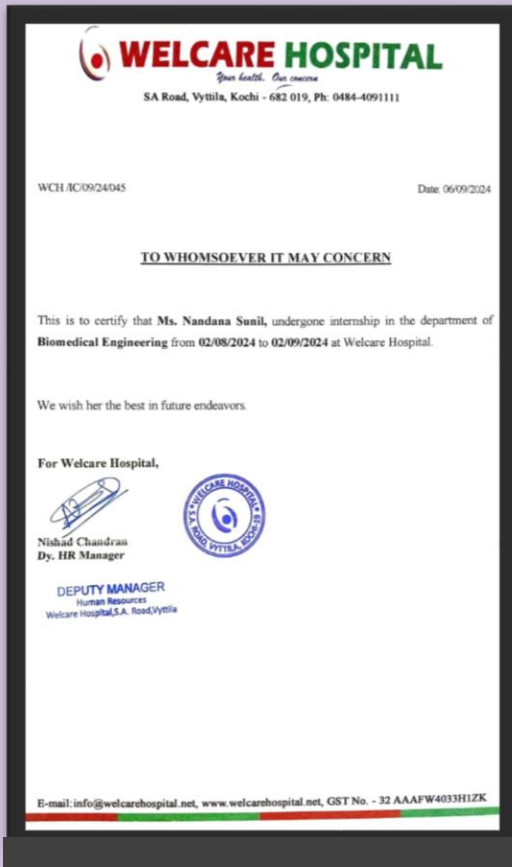 WELCARE HOSPITAL
Your health. Our concern
SA Road, Vyttila, Kochi - 682 019, Ph: 0484-4091111
WCH /IC/09/24/045
Date: 06/09/2024
TO WHOMSOEVER IT MAY CONCERN
This is to certify that Ms. Nandana Sunil, undergone internship in the department of
Biomedical Engineering from 02/08/2024 to 02/09/2024 at Welcare Hospital.
We wish her the best in future endeavors.
For Welcare Hospital,
WELCARE HOSPITAL * S.A. ROAD, VYTTILA, KOCHI-19 *
Nishad Chandran
Dy. HR Manager
DEPUTY MANAGER
Human Resources
Welcare Hospital,S.A. Road,Vyttila
E-mail:info@welcarehospital.net, www.welcarehospital.net, GST No. - 32 AAAFW4033H1ZK